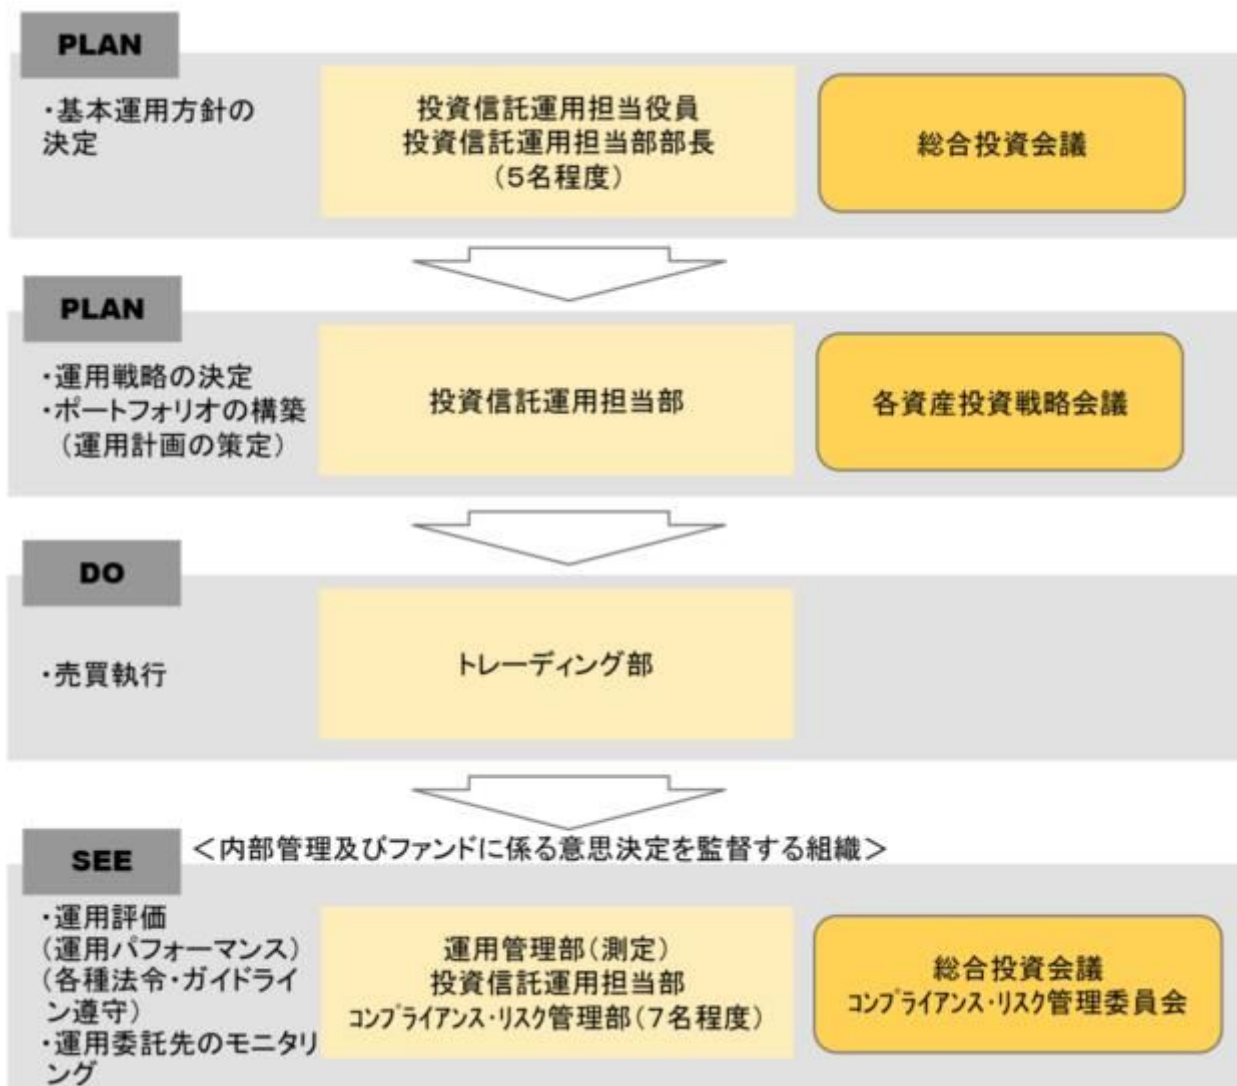 PLAN
・基本運用方針の
決定
投資信託運用担当役員
投資信託運用担当部部長
(5名程度)
総合投資会議
PLAN
・運用戦略の決定
・ポートフォリオの構築
(運用計画の策定)
投資信託運用担当部
各資産投資戦略会議
DO
・売買執行
トレーディング部
SEE
＜内部管理及びファンドに係る意思決定を監督する組織＞
・運用評価
(運用パフォーマンス)
(各種法令・ガイドライ
ン遵守)
・運用委託先のモニタリ
ング
運用管理部(測定)
投資信託運用担当部
ｺﾝﾌﾟﾗｲｱﾝｽ・ﾘｽｸ管理部(7名程度)
総合投資会議
ｺﾝﾌﾟﾗｲｱﾝｽ・ﾘｽｸ管理委員会